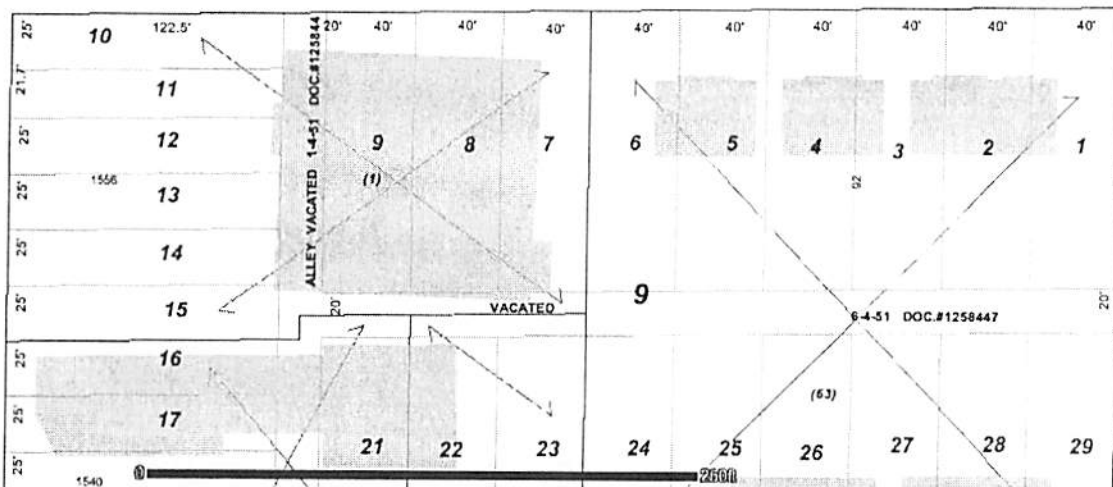 25' 10 122.5' 20' 40' 40' 40' 40' 40' 40' 40' 40' 40'
ALLEY VACATED 1-4-51 DOC.#125844
21.7' 11
25' 12 9 8 7 6 5 4 3 2 1
1556 (1) 92
25' 13
25' 14
25' 15 20' VACATED 9 20'
6-4-51 DOC.#1258447
25' 16
(63)
25' 17 21 22 23 24 25 26 27 28 29
25'
1540 0 260ft